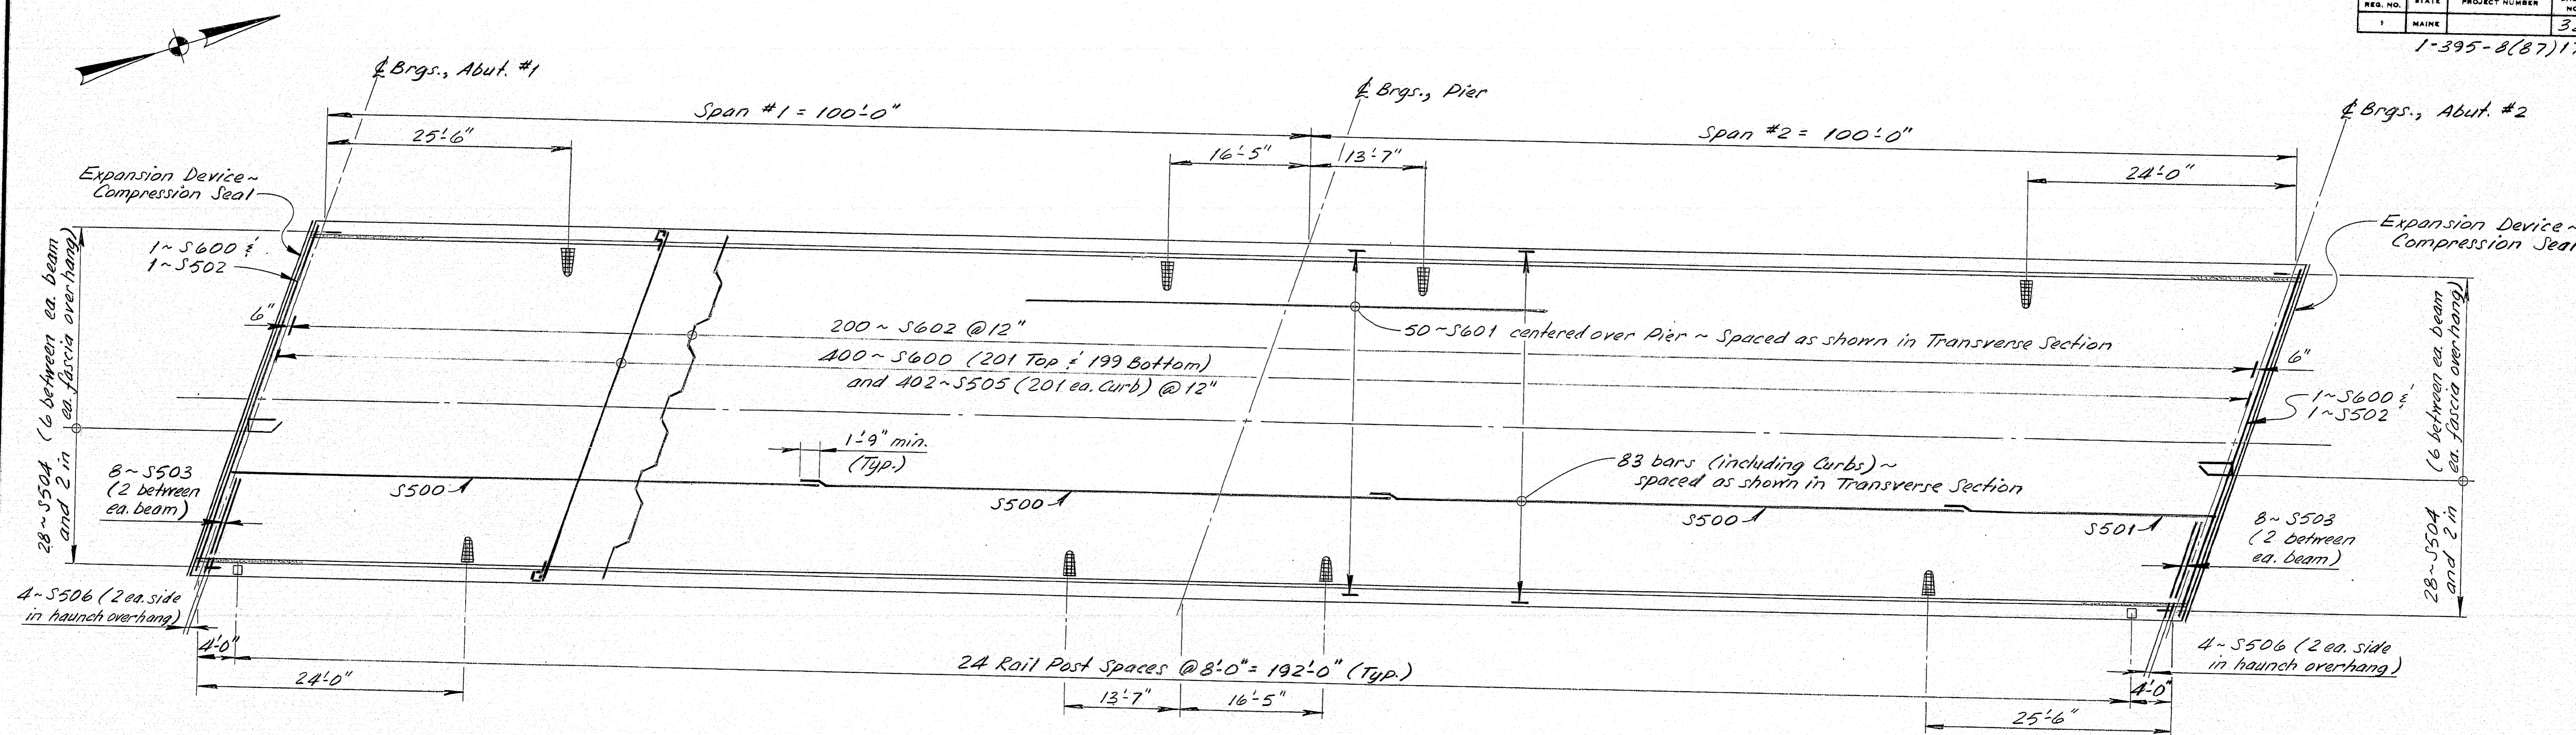 REG. NO. STATE PROJECT NUMBER
1 MAINE
1-395-8(87)17
℄ Brgs., Abut. #1
℄ Brgs., Pier
℄ Brgs., Abut. #2
Span #1 = 100'-0"
Span #2 = 100'-0"
25'-6"
16'-5"
13'-7"
24'-0"
Expansion Device ~
Compression Seal
Expansion Device ~
Compression Seal
1 ~ S600 &
1 ~ S502
6"
200 ~ S602 @ 12"
50 ~ S601 centered over Pier ~ Spaced as shown in Transverse Section
400 ~ S600 (201 Top & 199 Bottom)
and 402 ~ S505 (201 ea. Curb) @ 12"
6"
1 ~ S600 &
1 ~ S502
28 ~ S504 (6 between ea. beam
and 2 in ea. fascia overhang)
28 ~ S504 (6 between ea. beam
and 2 in ea. fascia overhang)
1'-9" min.
(Typ.)
8 ~ S503
(2 between
ea. beam)
S500
S500
83 bars (including Curbs) ~
spaced as shown in Transverse Section
S500
S501
8 ~ S503
(2 between
ea. beam)
4 ~ S506 (2 ea. side
in haunch overhang)
4 ~ S506 (2 ea. side
in haunch overhang)
4'-0"
24 Rail Post Spaces @ 8'-0" = 192'-0" (Typ.)
4'-0"
24'-0"
13'-7"
16'-5"
25'-6"